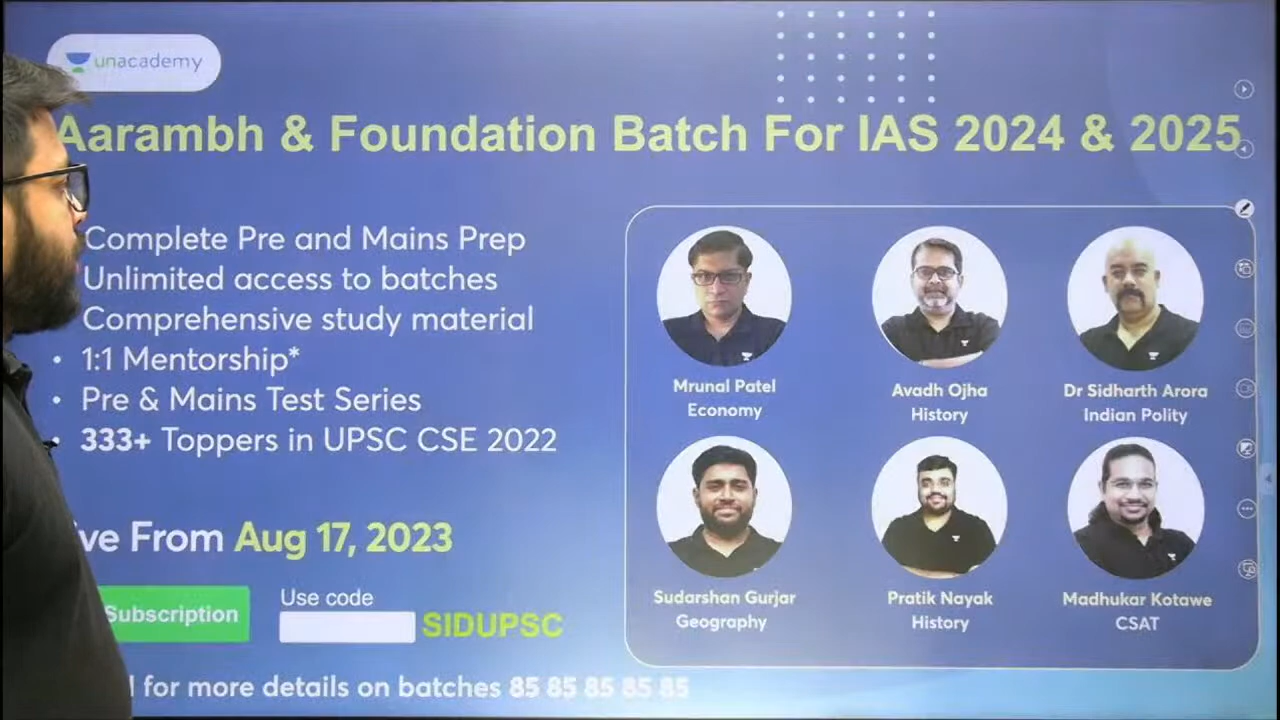 unacademy
Aarambh & Foundation Batch For IAS 2024 & 2025
Complete Pre and Mains Prep
Unlimited access to batches
Comprehensive study material
• 1:1 Mentorship*
• Pre & Mains Test Series
• 333+ Toppers in UPSC CSE 2022
ve From Aug 17, 2023
Subscription
Use code
SIDUPSC
l for more details on batches 85 85 85 85 85
Mrunal Patel
Economy
Avadh Ojha
History
Dr Sidharth Arora
Indian Polity
Sudarshan Gurjar
Geography
Pratik Nayak
History
Madhukar Kotawe
CSAT